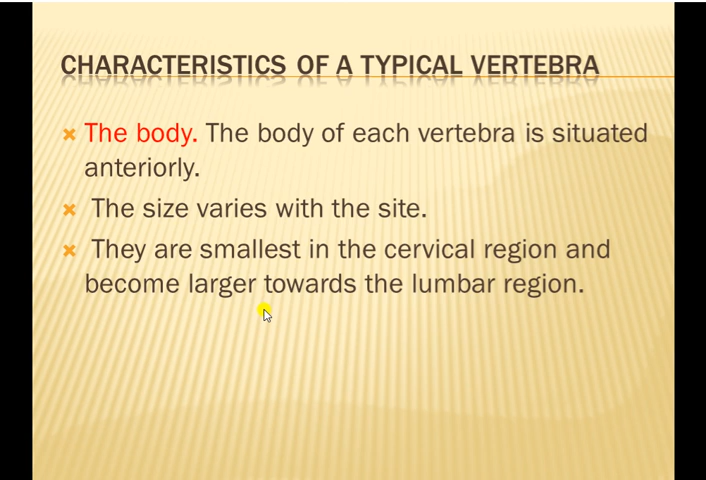 CHARACTERISTICS OF A TYPICAL VERTEBRA
The body. The body of each vertebra is situated
anteriorly.
The size varies with the site.
They are smallest in the cervical region and
become larger towards the lumbar region.